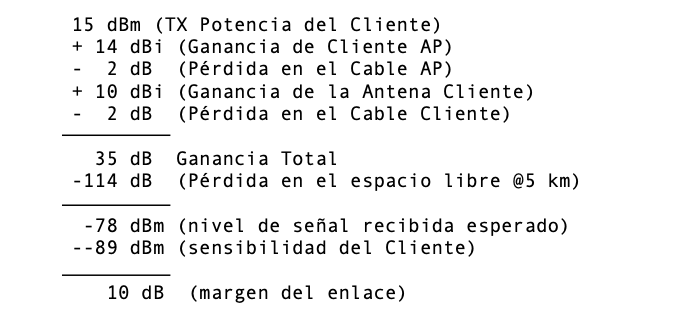 15 dBm (TX Potencia del Cliente)
+ 14 dBi (Ganancia de Cliente AP)
- 2 dB (Pérdida en el Cable AP)
+ 10 dBi (Ganancia de la Antena Cliente)
- 2 dB (Pérdida en el Cable Cliente)
35 dB Ganancia Total
-114 dB (Pérdida en el espacio libre @5 km)
-78 dBm (nivel de señal recibida esperado)
--89 dBm (sensibilidad del Cliente)
10 dB (margen del enlace)